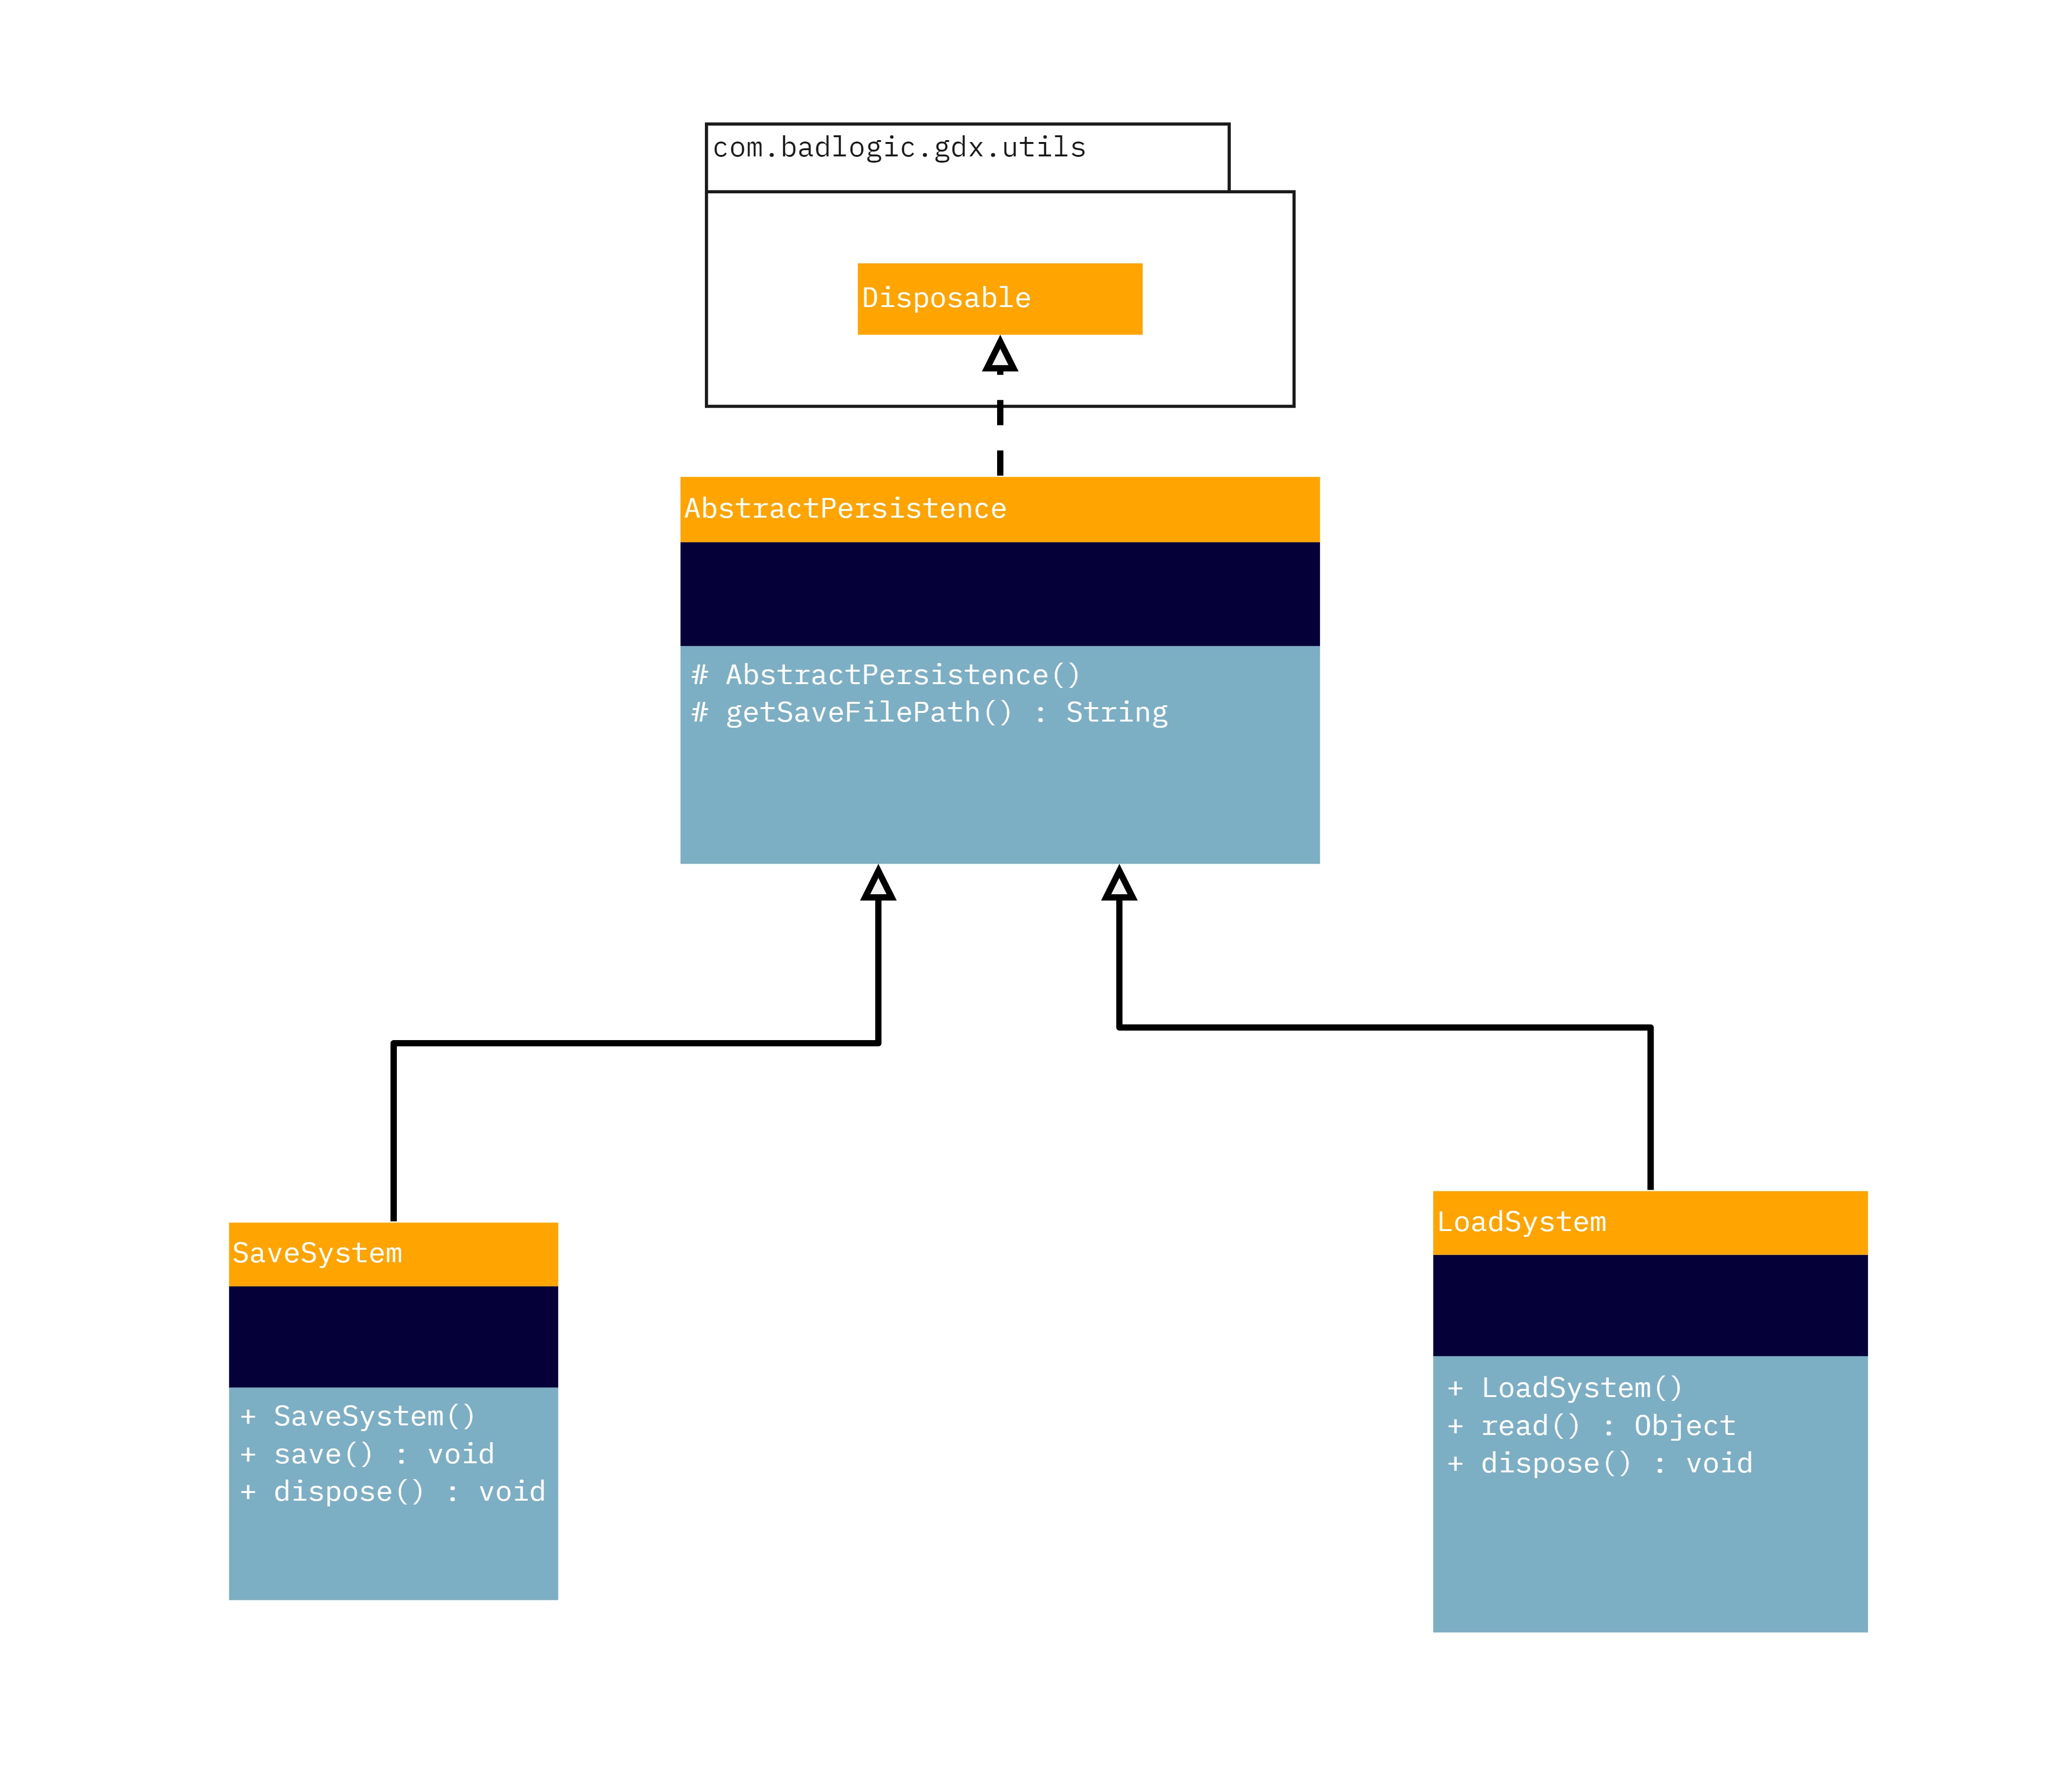 com.badlogic.gdx.utils
Disposable
AbstractPersistence
# AbstractPersistence()
# getSaveFilePath() : String
SaveSystem
+ SaveSystem()
+ save() : void
+ dispose() : void
LoadSystem
+ LoadSystem()
+ read() : Object
+ dispose() : void